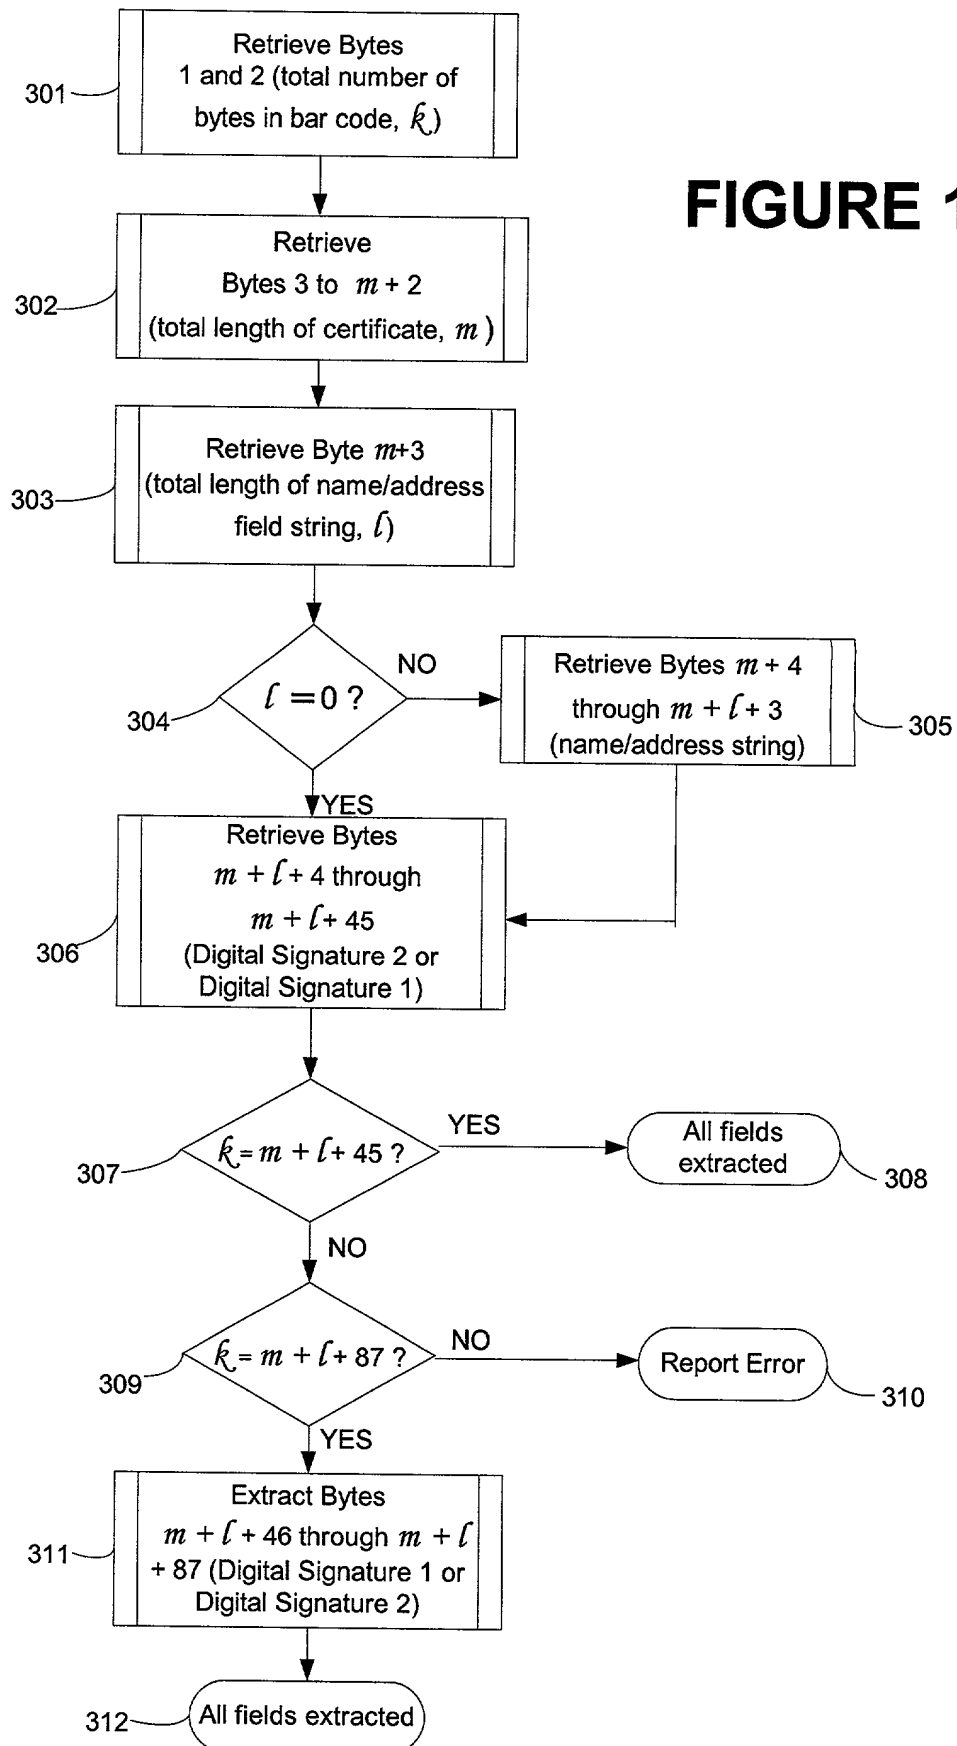 Retrieve Bytes
1 and 2 (total number of
bytes in bar code, k)
301
FIGURE 1
Retrieve
Bytes 3 to m + 2
(total length of certificate, m )
302
Retrieve Byte m+3
(total length of name/address
field string, l)
303
l = 0 ?
304
NO
Retrieve Bytes m + 4
through m + l + 3
(name/address string)
305
YES
Retrieve Bytes
m + l + 4 through
m + l + 45
(Digital Signature 2 or
Digital Signature 1)
306
k = m + l + 45 ?
307
YES
All fields
extracted
308
NO
k = m + l + 87 ?
309
NO
Report Error
310
YES
Extract Bytes
m + l + 46 through m + l
+ 87 (Digital Signature 1 or
Digital Signature 2)
311
All fields extracted
312